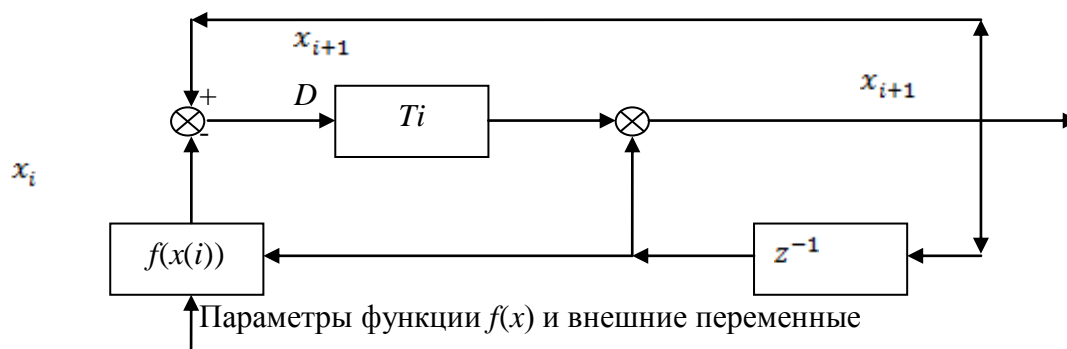 x_{i+1}
x_{i+1}
+
D
Ti
-
x_i
f(x(i))
z^{-1}
Параметры функции f(x) и внешние переменные